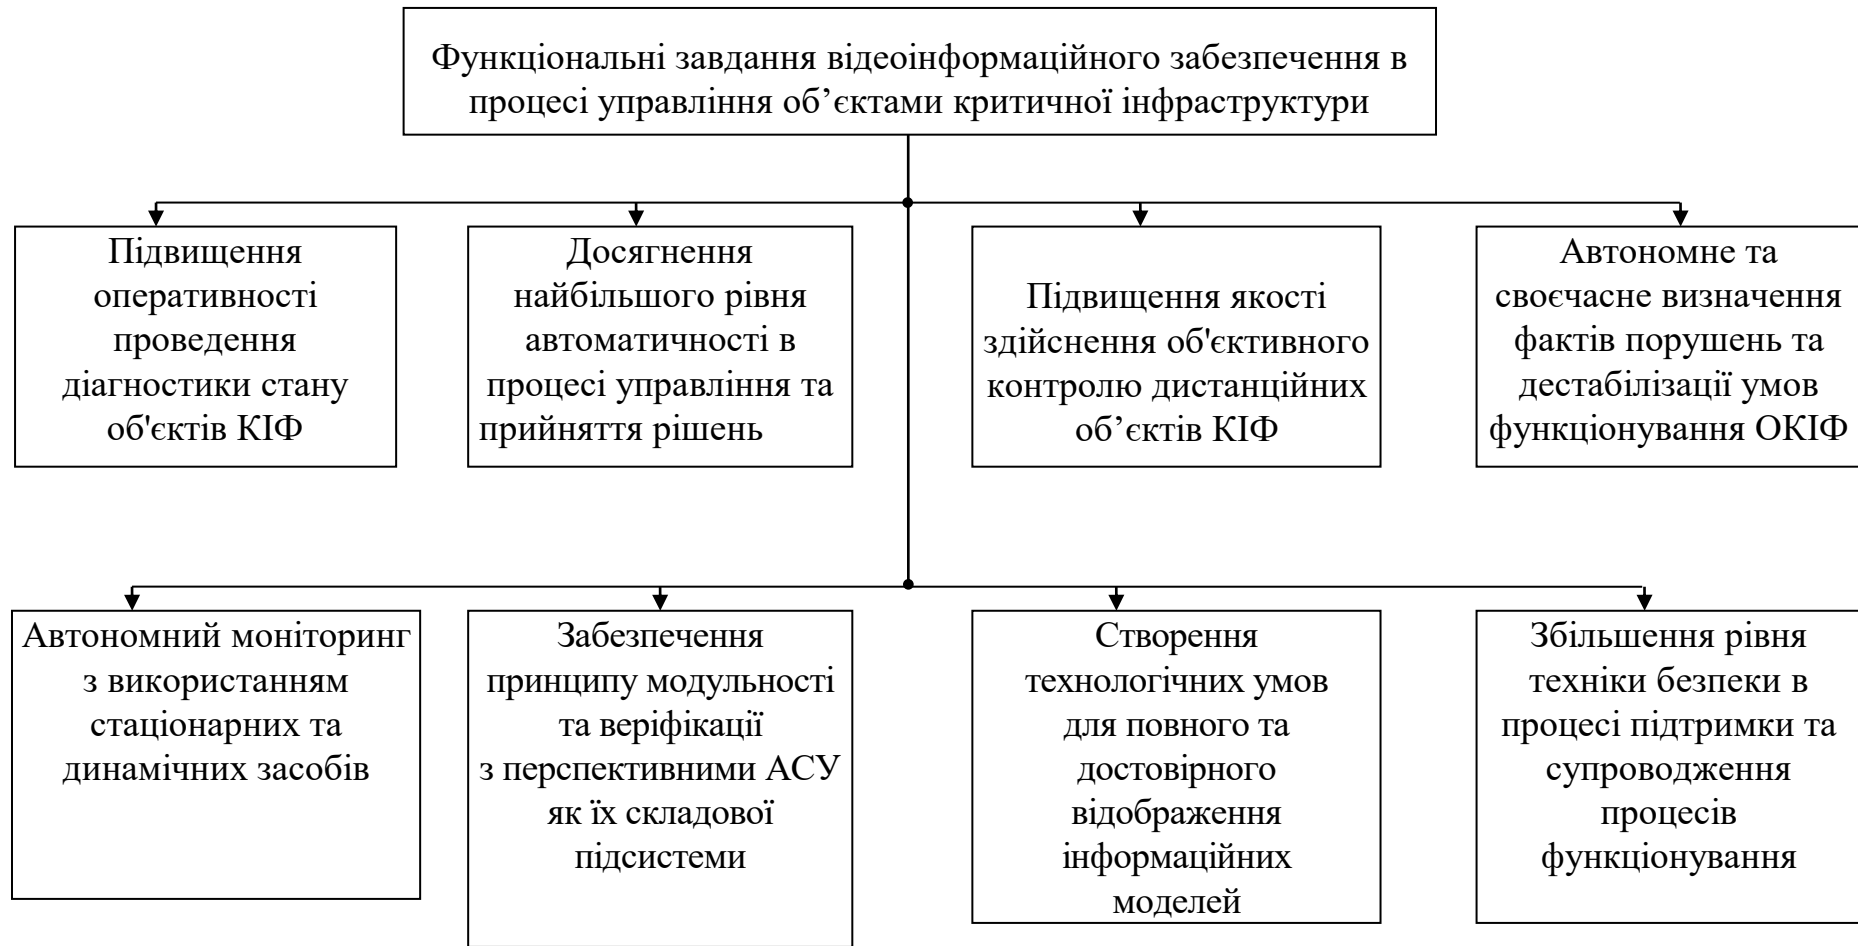 Функціональні завдання відеоінформаційного забезпечення в
процесі управління об’єктами критичної інфраструктури
Підвищення
оперативності
проведення
діагностики стану
об'єктів КІФ
Досягнення
найбільшого рівня
автоматичності в
процесі управління та
прийняття рішень
Підвищення якості
здійснення об'єктивного
контролю дистанційних
об’єктів КІФ
Автономне та
своєчасне визначення
фактів порушень та
дестабілізації умов
функціонування ОКІФ
Автономний моніторинг
з використанням
стаціонарних та
динамічних засобів
Забезпечення
принципу модульності
та веріфікації
з перспективними АСУ
як їх складової
підсистеми
Створення
технологічних умов
для повного та
достовірного
відображення
інформаційних
моделей
Збільшення рівня
техніки безпеки в
процесі підтримки та
супроводження
процесів
функціонування